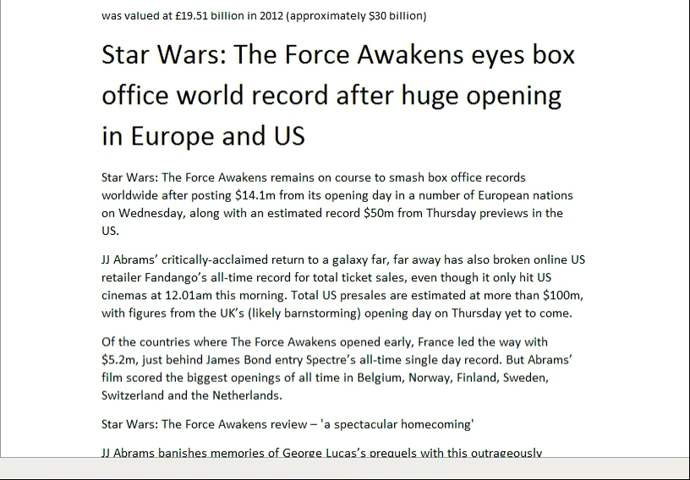 was valued at £19.51 billion in 2012 (approximately $30 billion)
Star Wars: The Force Awakens eyes box
office world record after huge opening
in Europe and US
Star Wars: The Force Awakens remains on course to smash box office records
worldwide after posting $14.1m from its opening day in a number of European nations
on Wednesday, along with an estimated record $50m from Thursday previews in the
US.
JJ Abrams’ critically-acclaimed return to a galaxy far, far away has also broken online US
retailer Fandango’s all-time record for total ticket sales, even though it only hit US
cinemas at 12.01am this morning. Total US presales are estimated at more than $100m,
with figures from the UK’s (likely barnstorming) opening day on Thursday yet to come.
Of the countries where The Force Awakens opened early, France led the way with
$5.2m, just behind James Bond entry Spectre’s all-time single day record. But Abrams’
film scored the biggest openings of all time in Belgium, Norway, Finland, Sweden,
Switzerland and the Netherlands.
Star Wars: The Force Awakens review – 'a spectacular homecoming'
JJ Abrams banishes memories of George Lucas’s prequels with this outrageously